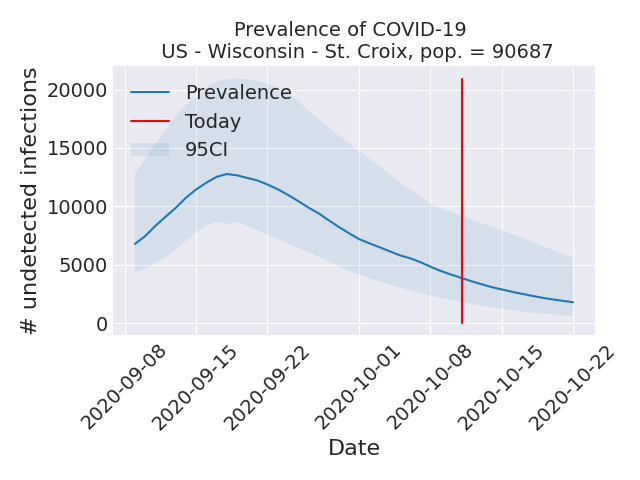 Prevalence of COVID-19
US - Wisconsin - St. Croix, pop. = 90687
# undetected infections
20000
15000
10000
5000
0
Prevalence
Today
95CI
2020-09-08
2020-09-15
2020-09-22
2020-10-01
2020-10-08
2020-10-15
2020-10-22
Date